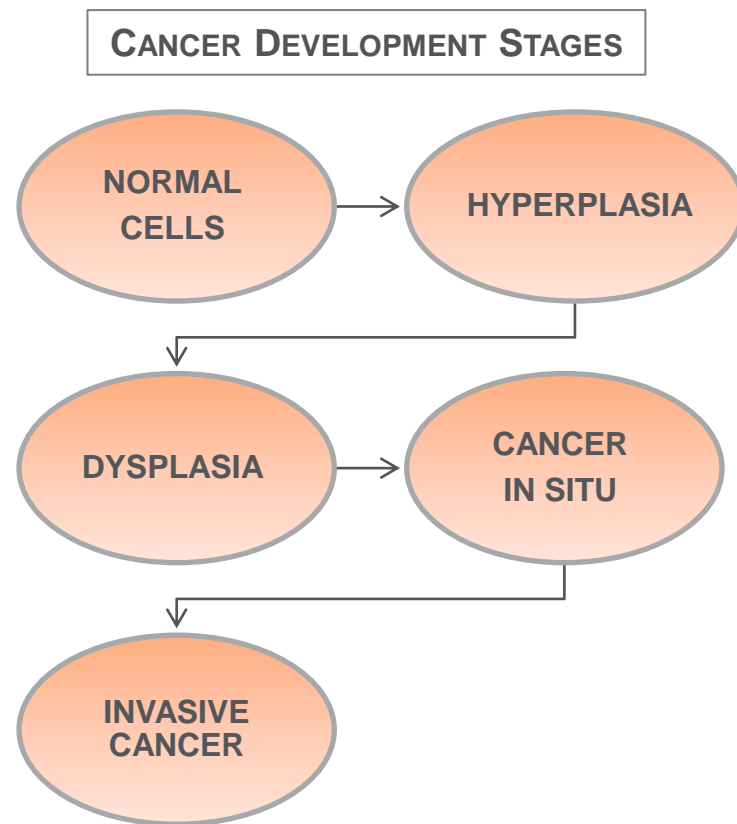 CANCER DEVELOPMENT STAGES
NORMAL
CELLS
HYPERPLASIA
DYSPLASIA
CANCER
IN SITU
INVASIVE
CANCER